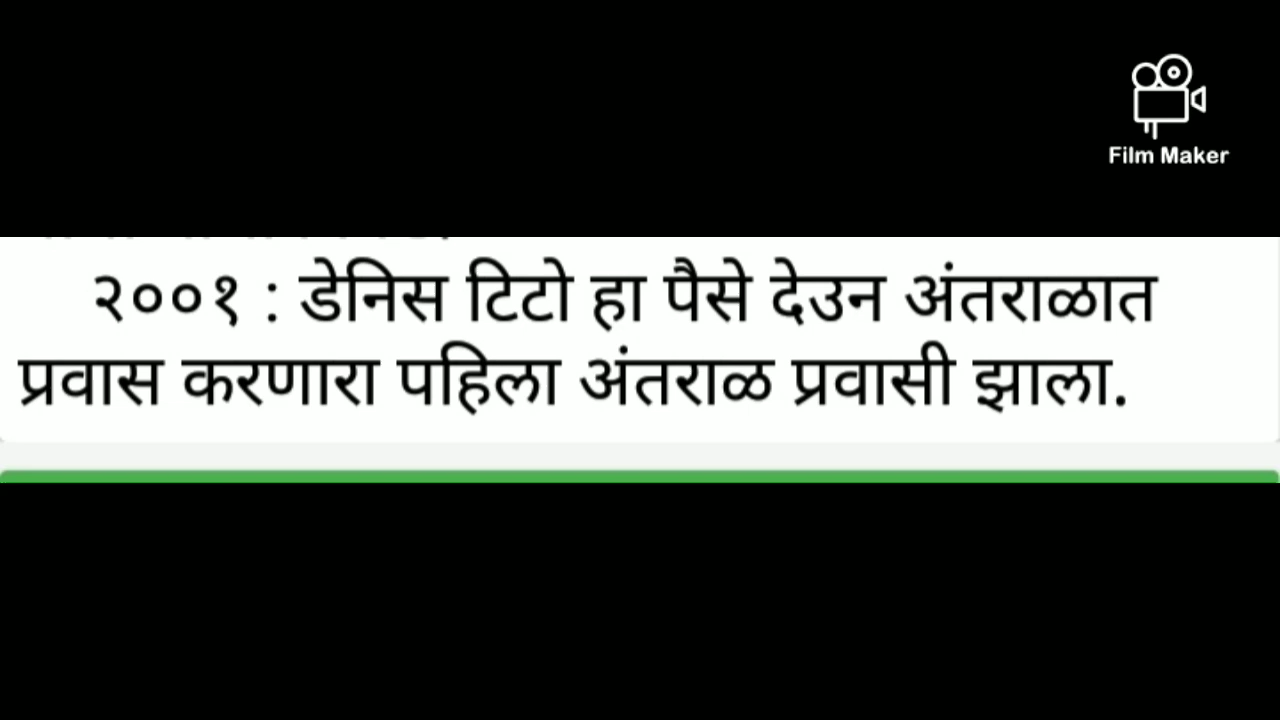 Film Maker
२००१ : डेनिस टिटो हा पैसे देउन अंतराळात
प्रवास करणारा पहिला अंतराळ प्रवासी झाला.